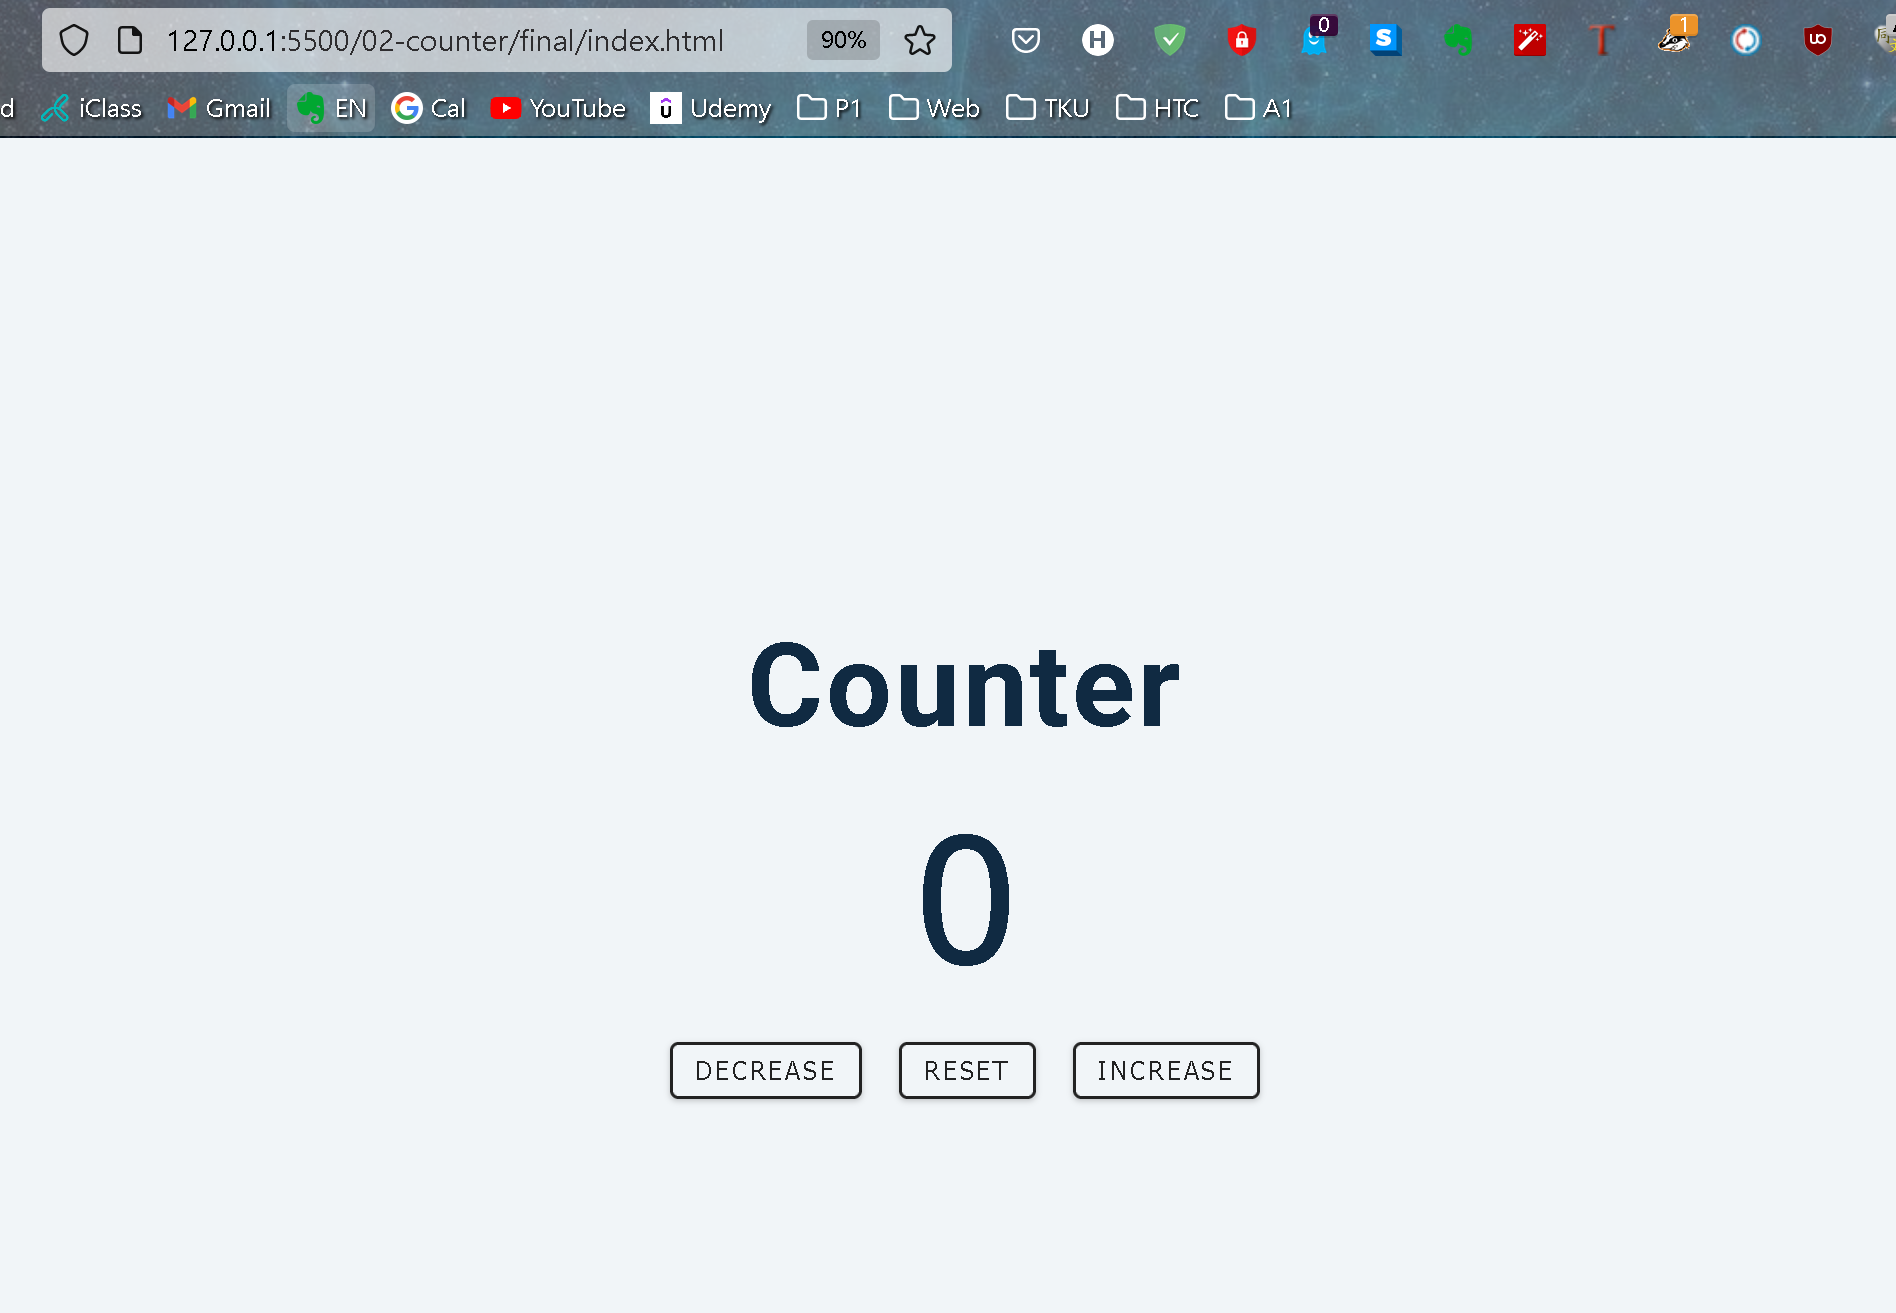 127.0.0.1:5500/02-counter/final/index.html 90% H 0 S T 1 uo
d iClass Gmail EN Cal YouTube Udemy P1 Web TKU HTC A1
Counter
0
DECREASE RESET INCREASE